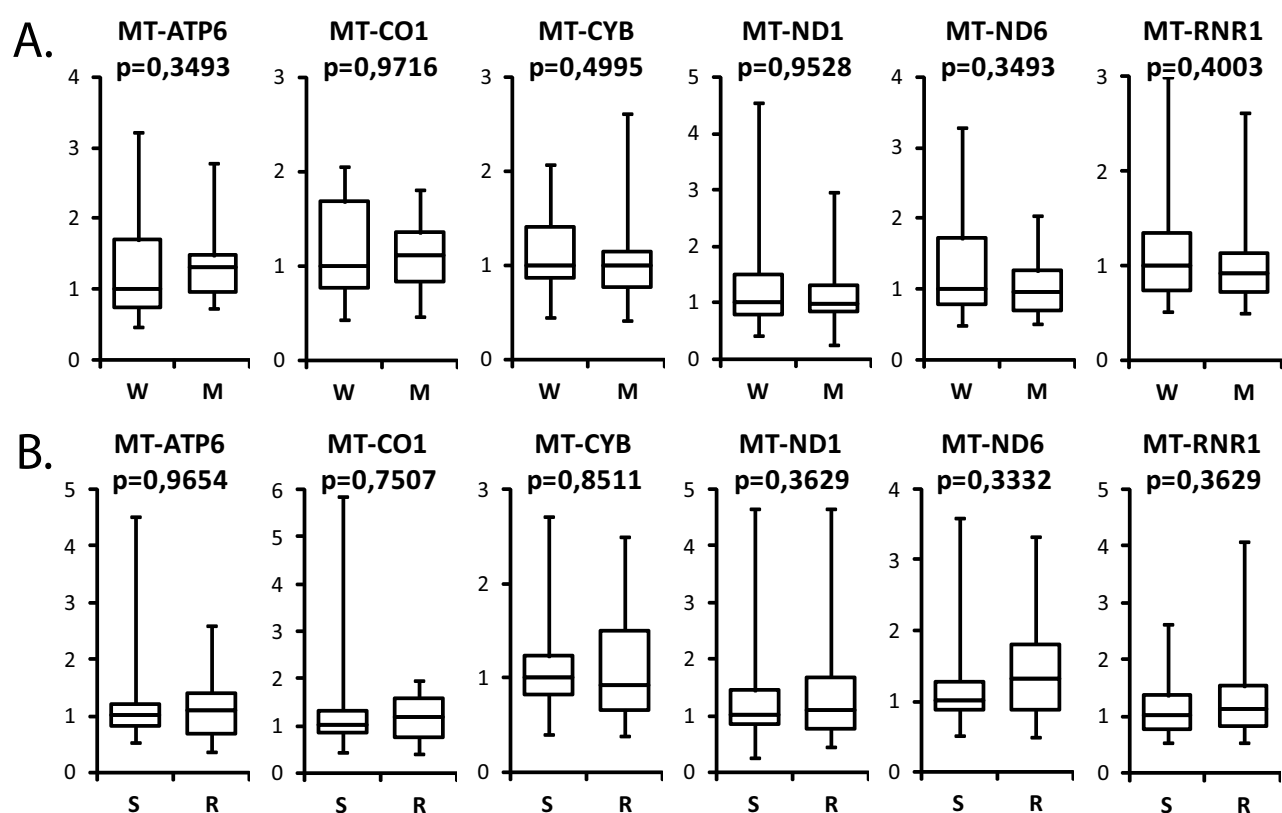 A.
MT-ATP6 MT-CO1 MT-CYB MT-ND1 MT-ND6 MT-RNR1
p=0,3493 p=0,9716 p=0,4995 p=0,9528 p=0,3493 p=0,4003
4 3 3 5 4 3
4
3
3
2 2 2
3
2
2
2
1 1 1
1
1
1
0 0 0 0 0 0
W M W M W M W M W M W M
B.
MT-ATP6 MT-CO1 MT-CYB MT-ND1 MT-ND6 MT-RNR1
p=0,9654 p=0,7507 p=0,8511 p=0,3629 p=0,3332 p=0,3629
5 6 3 5 4 5
5
4 4 4
4
3
3 2 3 3
3
2
2 2 2
2
1
1 1 1 1 1
0 0 0 0 0 0
S R S R S R S R S R S R